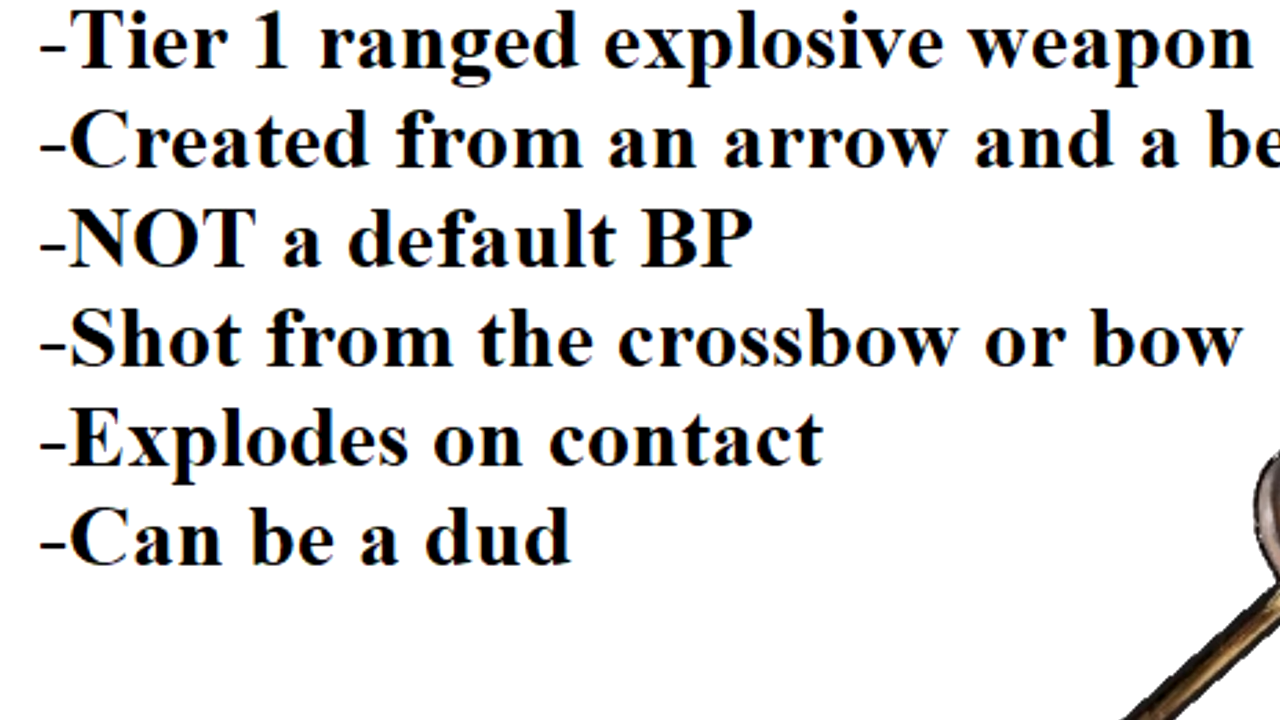 -Tier 1 ranged explosive weapon
-Created from an arrow and a be
-NOT a default BP
-Shot from the crossbow or bow
-Explodes on contact
-Can be a dud